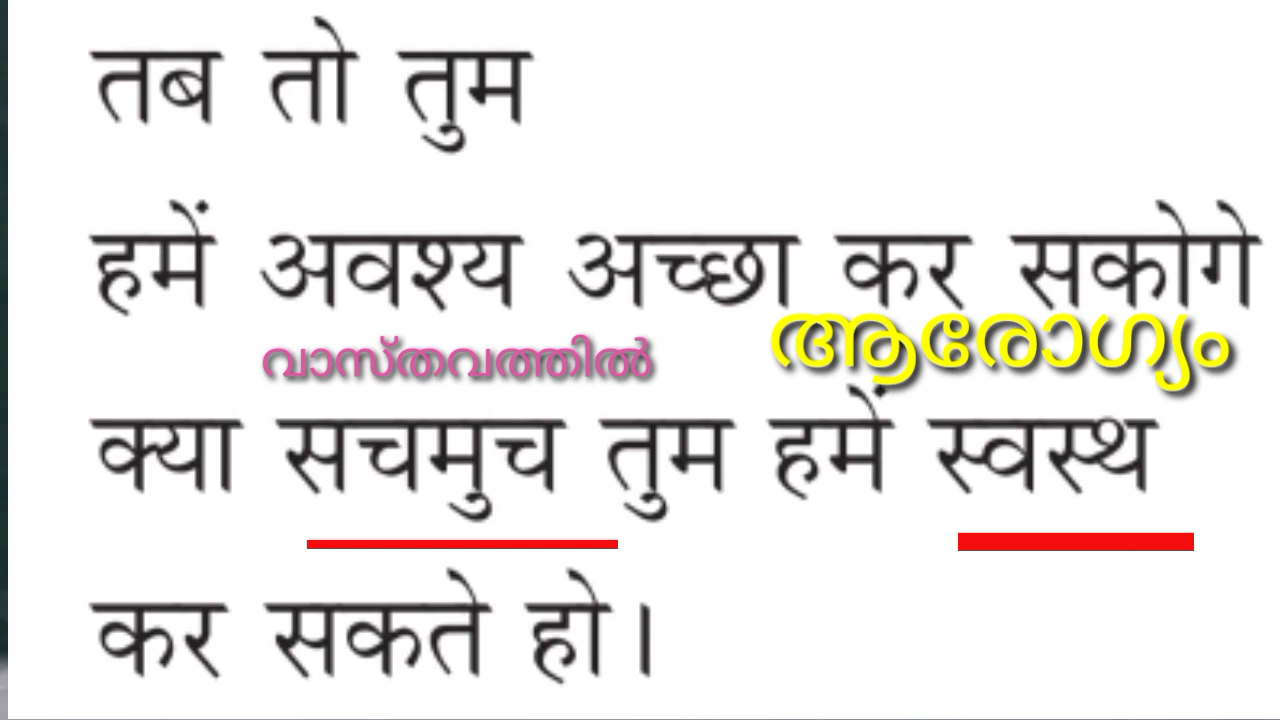 तब तो तुम
हमें अवश्य अच्छा कर सकोगे
വാസ്തവത്തിൽ ആരോഗ്യം
क्या सचमुच तुम हमें स्वस्थ
कर सकते हो।